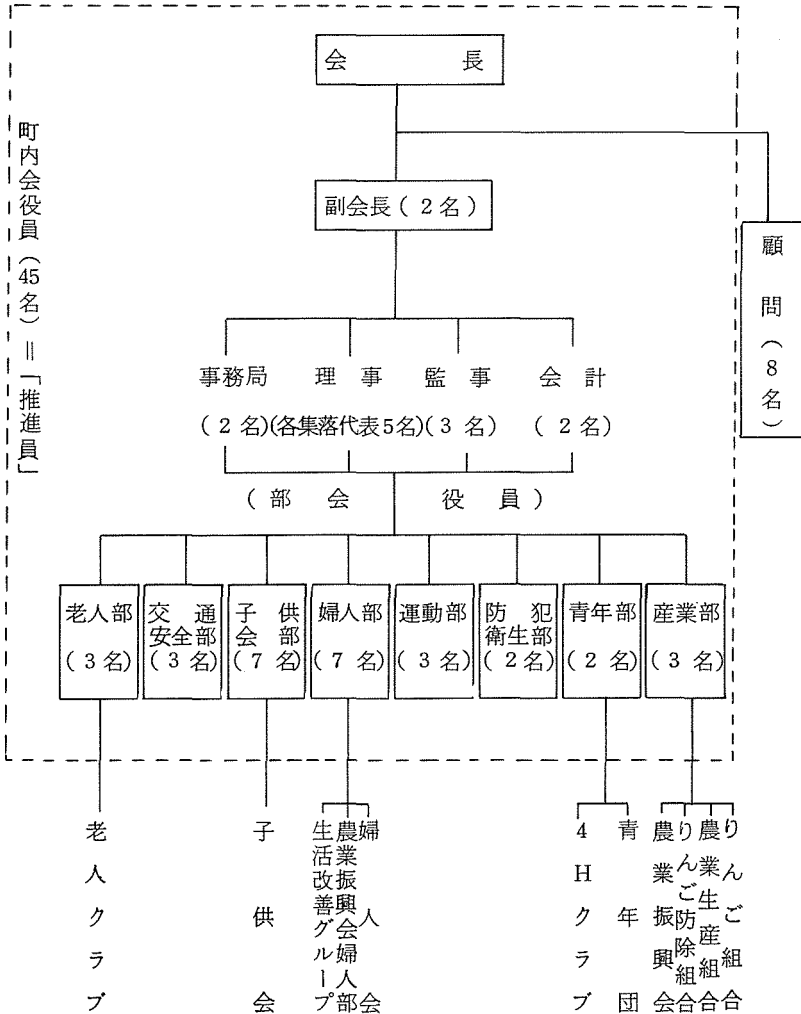 会長
副会長(2名)
顧問(8名)
町内会役員(45名)=「推進員」
事務局 理事 監事 会計
(2名)(各集落代表5名)(3名) (2名)
(部会役員)
老人部
(3名)
交通
安全部
(3名)
子供
会部
(7名)
婦人部
(7名)
運動部
(3名)
防犯
衛生部
(2名)
青年部
(2名)
産業部
(3名)
老人クラブ
子供会
生活改善グループ
農業振興会婦人部
婦人会
4Hクラブ
青年団
農業振興会
りんご防除組合
農業生産組合
りんご組合